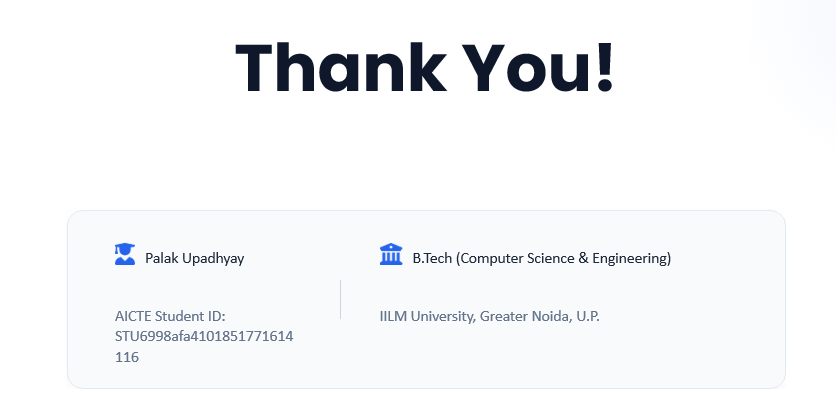 Thank You!
Palak Upadhyay
B.Tech (Computer Science & Engineering)
AICTE Student ID:
STU6998afa4101851771614
116
IILM University, Greater Noida, U.P.